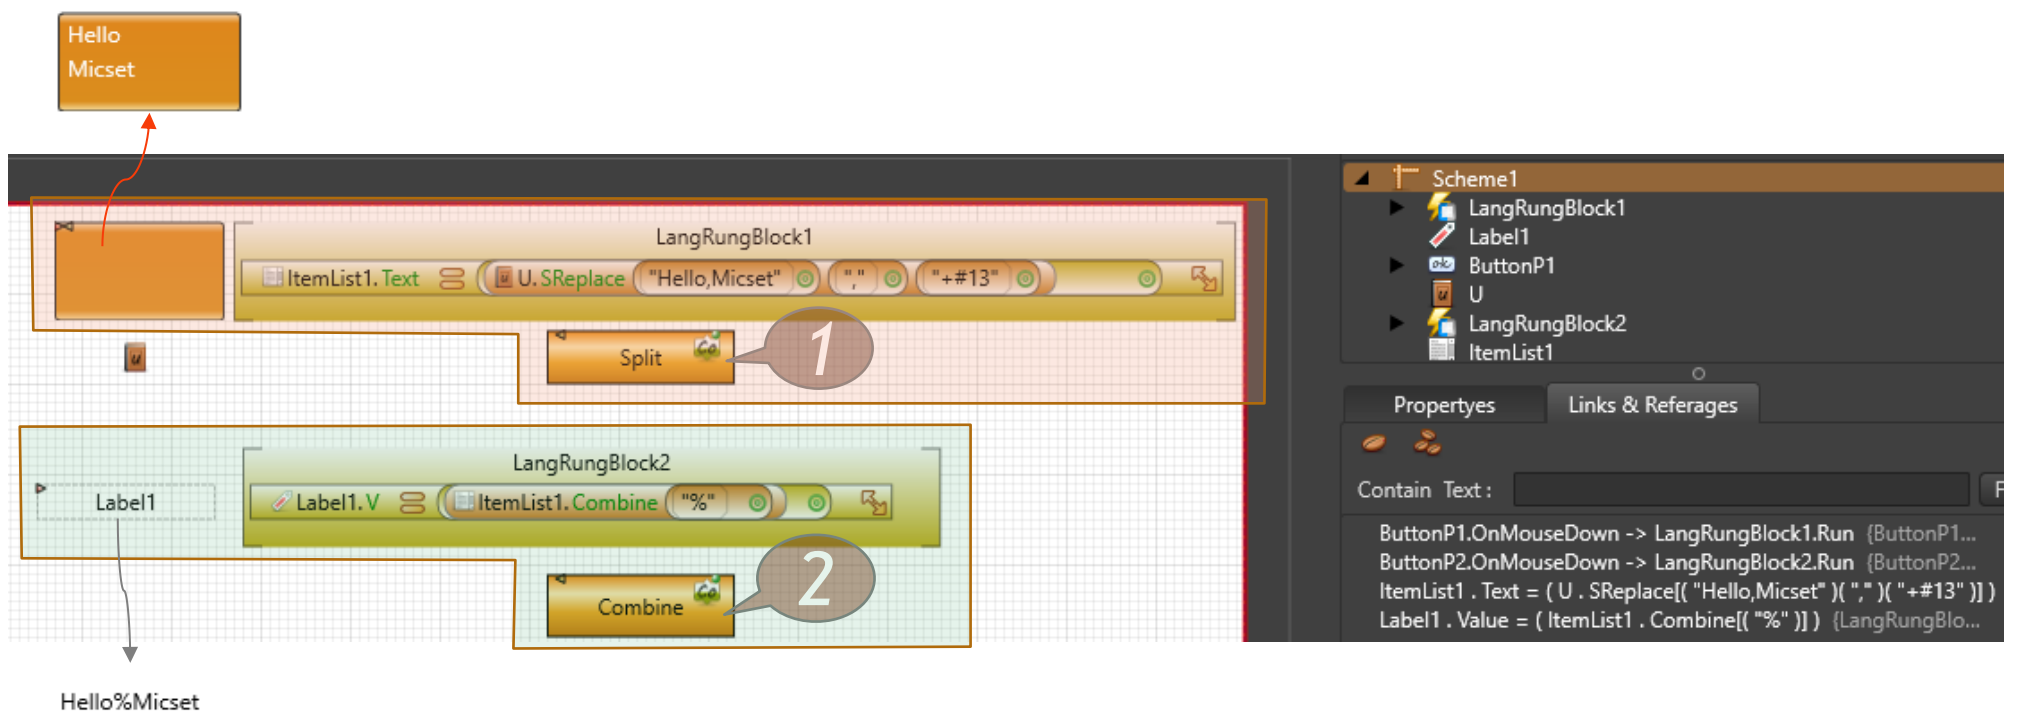 Hello
Micset
LangRungBlock1
ItemList1. Text U. SReplace "Hello,Micset" "," "+#13"
Split
1
u
LangRungBlock2
Label1
Label1. V ItemList1. Combine "%"
Combine
2
Hello%Micset
Scheme1
LangRungBlock1
Label1
ok ButtonP1
u U
LangRungBlock2
ItemList1
Propertyes Links & Referages
Contain Text :
F
ButtonP1.OnMouseDown -> LangRungBlock1.Run {ButtonP1...
ButtonP2.OnMouseDown -> LangRungBlock2.Run {ButtonP2...
ItemList1 . Text = ( U . SReplace[( "Hello,Micset" )( "," )( "+#13" )] )
Label1 . Value = ( ItemList1 . Combine[( "%" )] ) {LangRungBlo...